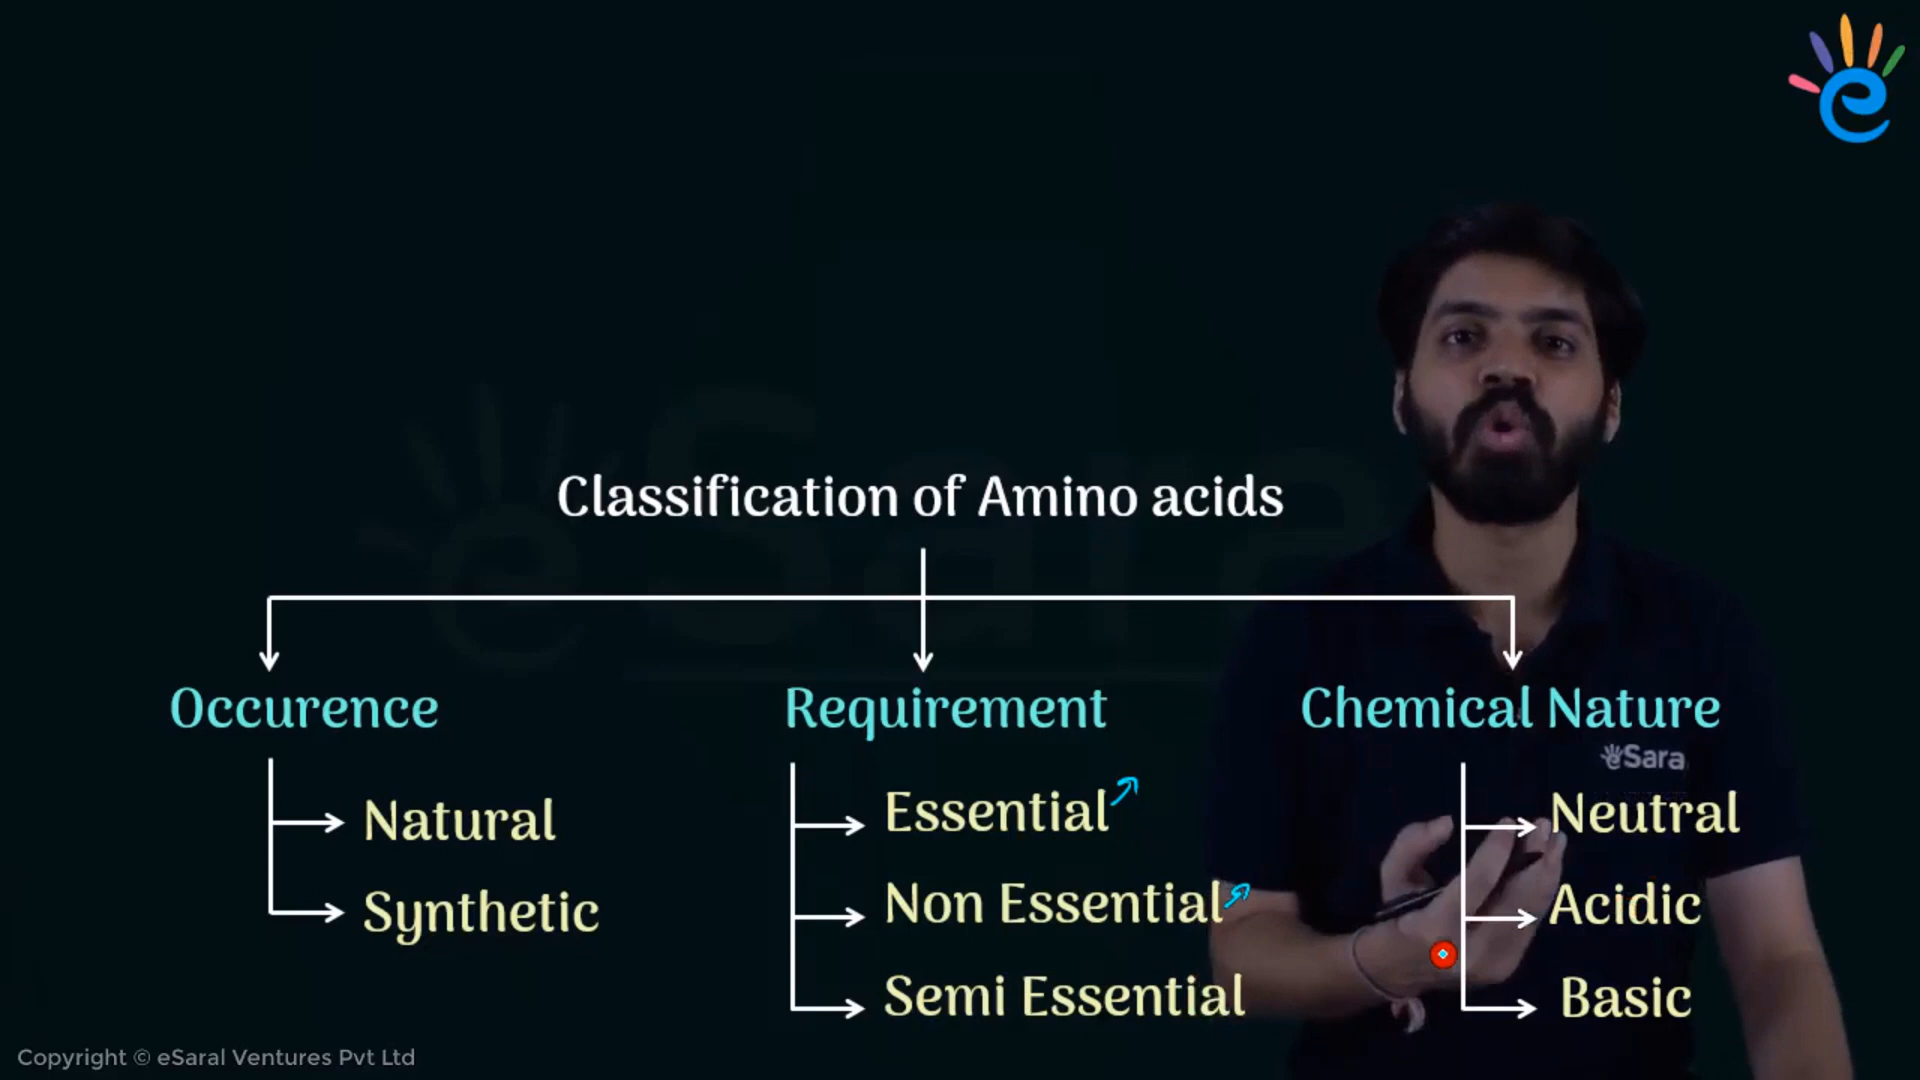 Classification of Amino acids
Occurence
Requirement
Chemical Nature
Natural
Synthetic
Essential
Non Essential
Semi Essential
Neutral
Acidic
Basic
eSara
Copyright © eSaral Ventures Pvt Ltd